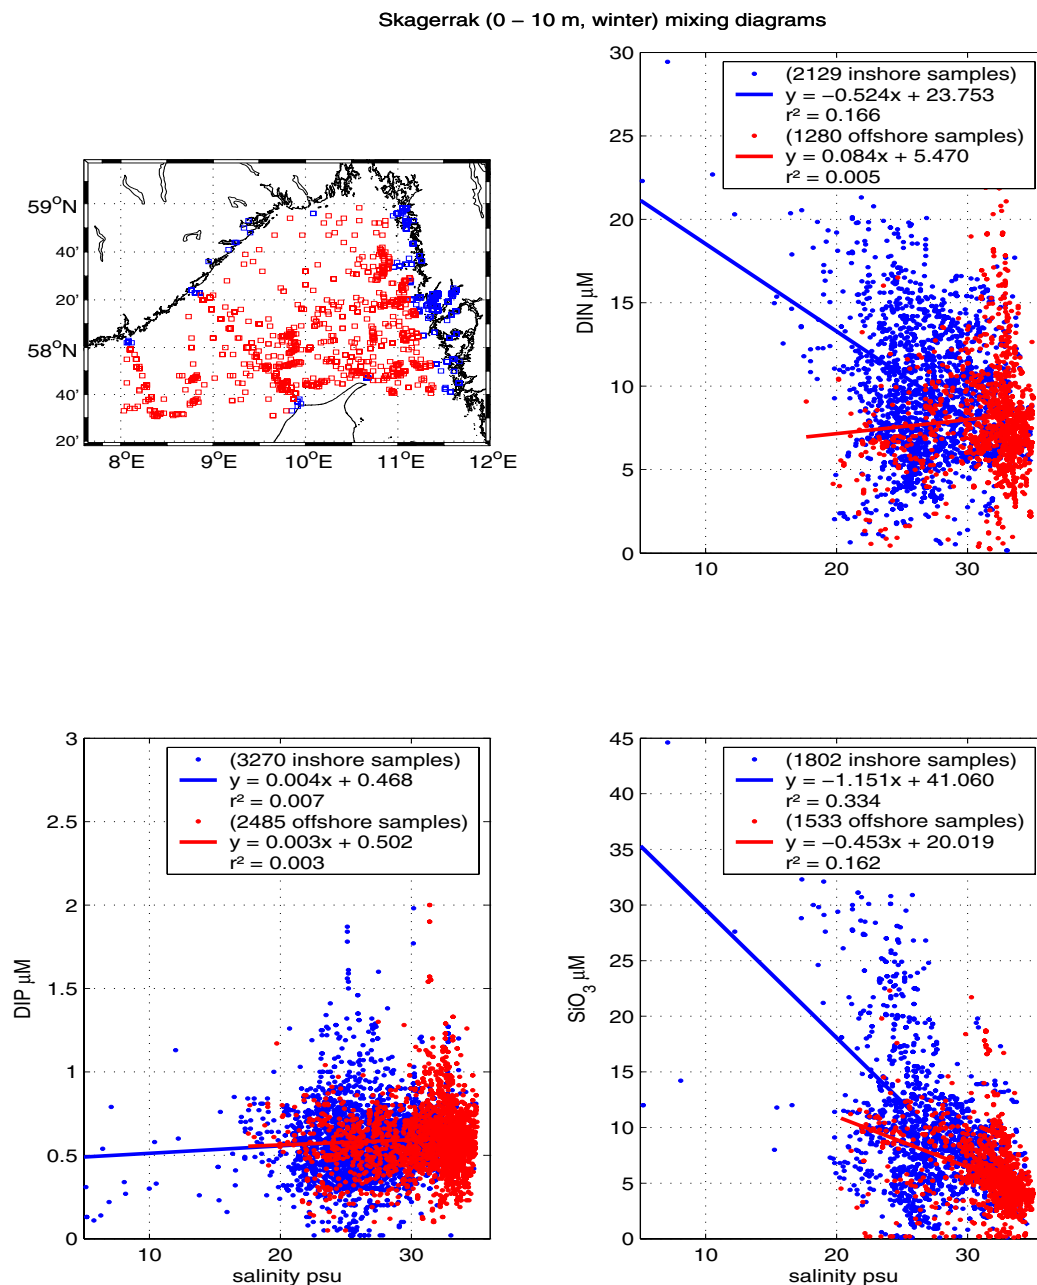 Skagerrak (0 – 10 m, winter) mixing diagrams
59°N
40'
20'
58°N
40'
20'
8°E
9°E
10°E
11°E
12°E
30
25
20
15
10
5
0
DIN µM
(2129 inshore samples)
y = −0.524x + 23.753
r² = 0.166
(1280 offshore samples)
y = 0.084x + 5.470
r² = 0.005
10
20
30
3
2.5
2
1.5
1
0.5
0
DIP µM
(3270 inshore samples)
y = 0.004x + 0.468
r² = 0.007
(2485 offshore samples)
y = 0.003x + 0.502
r² = 0.003
10
20
30
salinity psu
45
40
35
30
25
20
15
10
5
0
SiO₃ µM
(1802 inshore samples)
y = −1.151x + 41.060
r² = 0.334
(1533 offshore samples)
y = −0.453x + 20.019
r² = 0.162
10
20
30
salinity psu